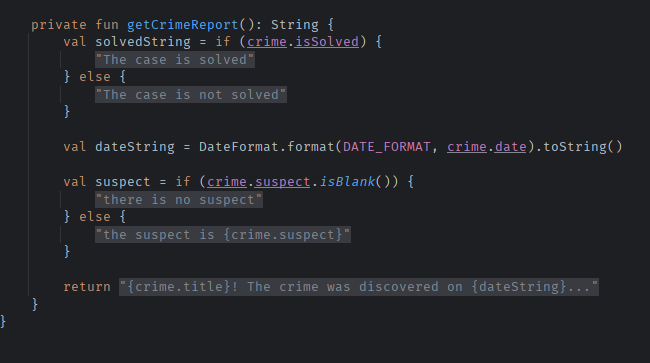 private fun getCrimeReport(): String {
val solvedString = if (crime.isSolved) {
"The case is solved"
} else {
"The case is not solved"
}
val dateString = DateFormat.format(DATE_FORMAT, crime.date).toString()
val suspect = if (crime.suspect.isBlank()) {
"there is no suspect"
} else {
"the suspect is {crime.suspect}"
}
return "{crime.title}! The crime was discovered on {dateString}..."
}
}